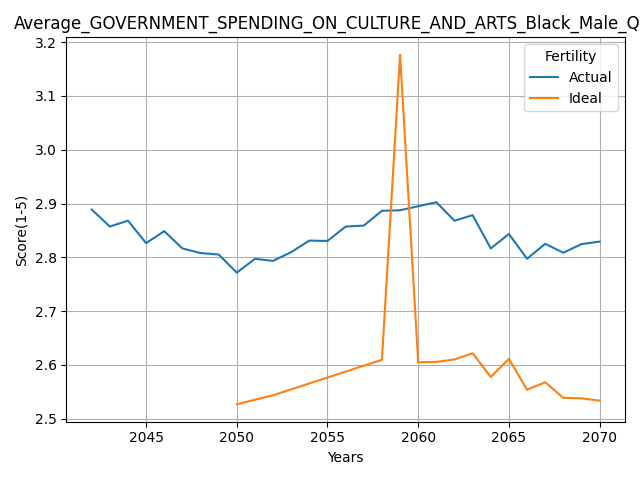 Average_GOVERNMENT_SPENDING_ON_CULTURE_AND_ARTS_Black_Male_Q
3.2
3.1
3.0
2.9
2.8
2.7
2.6
2.5
Score(1-5)
Fertility
Actual
Ideal
2045 2050 2055 2060 2065 2070
Years